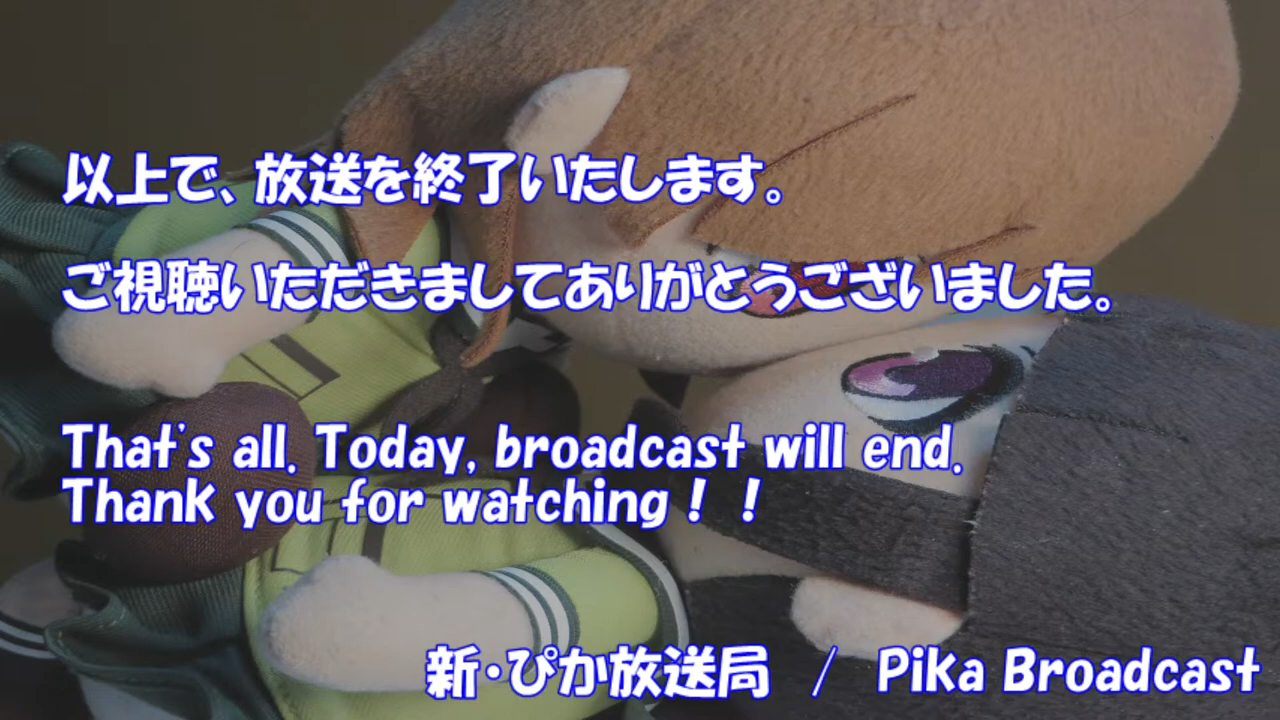 以上で、放送を終了いたします。
ご視聴いただきましてありがとうございました。
That's all. Today, broadcast will end.
Thank you for watching！！
新・ぴか放送局 / Pika Broadcast